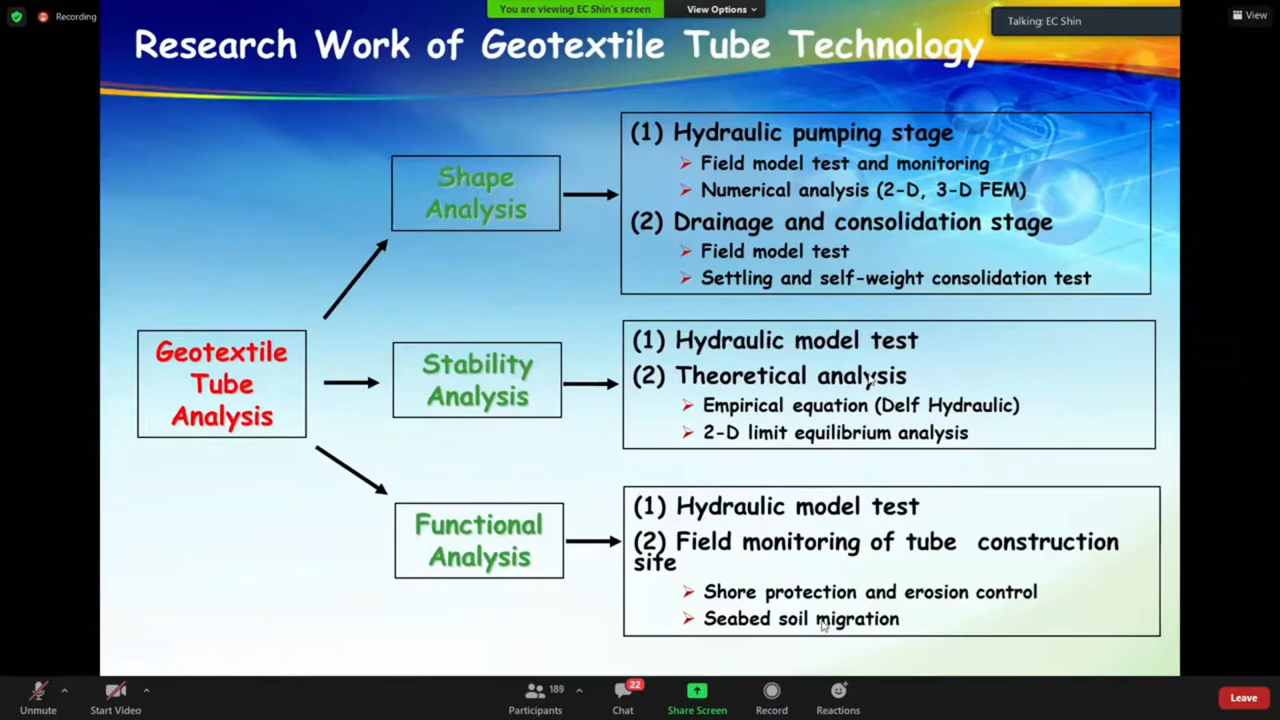 Recording
You are viewing EC Shin's screen
View Options
Talking: EC Shin
View
Research Work of Geotextile Tube Technology
Geotextile
Tube
Analysis
Shape
Analysis
(1) Hydraulic pumping stage
Field model test and monitoring
Numerical analysis (2-D, 3-D FEM)
(2) Drainage and consolidation stage
Field model test
Settling and self-weight consolidation test
Stability
Analysis
(1) Hydraulic model test
(2) Theoretical analysis
Empirical equation (Delf Hydraulic)
2-D limit equilibrium analysis
Functional
Analysis
(1) Hydraulic model test
(2) Field monitoring of tube construction
site
Shore protection and erosion control
Seabed soil migration
Unmute
Start Video
189
Participants
22
Chat
Share Screen
Record
Reactions
Leave